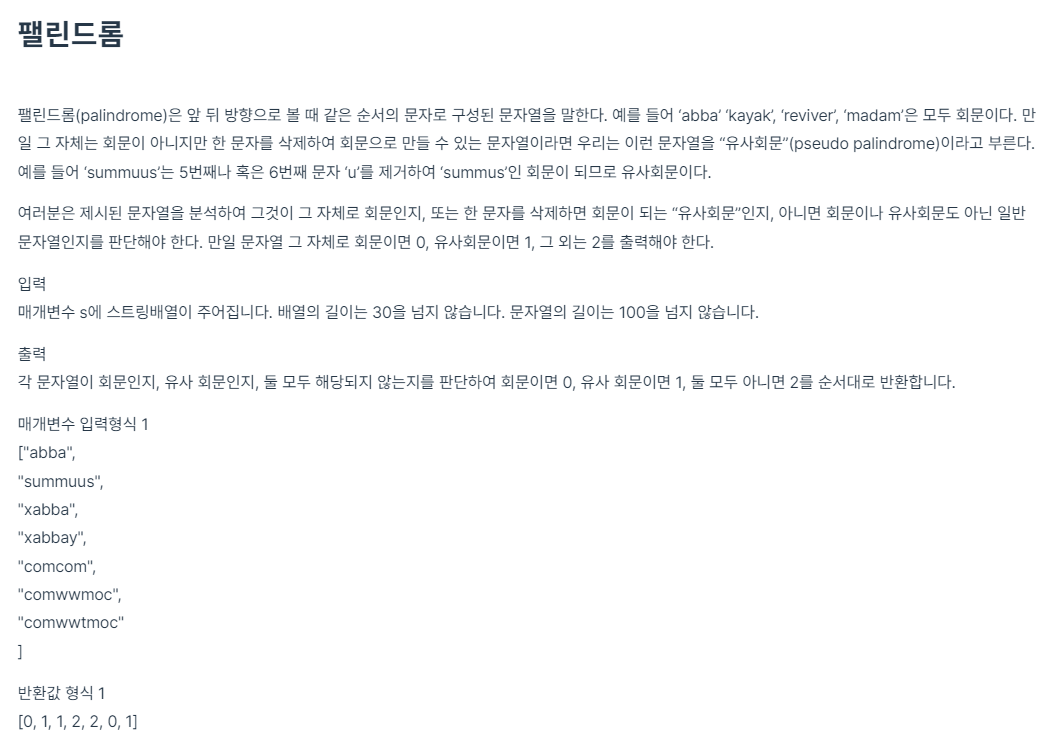 팰린드롬
팰린드롬(palindrome)은 앞 뒤 방향으로 볼 때 같은 순서의 문자로 구성된 문자열을 말한다. 예를 들어 ‘abba’ ‘kayak’, ‘reviver’, ‘madam’은 모두 회문이다. 만
일 그 자체는 회문이 아니지만 한 문자를 삭제하여 회문으로 만들 수 있는 문자열이라면 우리는 이런 문자열을 “유사회문”(pseudo palindrome)이라고 부른다.
예를 들어 ‘summuus’는 5번째나 혹은 6번째 문자 ‘u’를 제거하여 ‘summus’인 회문이 되므로 유사회문이다.
여러분은 제시된 문자열을 분석하여 그것이 그 자체로 회문인지, 또는 한 문자를 삭제하면 회문이 되는 “유사회문”인지, 아니면 회문이나 유사회문도 아닌 일반
문자열인지를 판단해야 한다. 만일 문자열 그 자체로 회문이면 0, 유사회문이면 1, 그 외는 2를 출력해야 한다.
입력
매개변수 s에 스트링배열이 주어집니다. 배열의 길이는 30을 넘지 않습니다. 문자열의 길이는 100을 넘지 않습니다.
출력
각 문자열이 회문인지, 유사 회문인지, 둘 모두 해당되지 않는지를 판단하여 회문이면 0, 유사 회문이면 1, 둘 모두 아니면 2를 순서대로 반환합니다.
매개변수 입력형식 1
["abba",
"summuus",
"xabba",
"xabbay",
"comcom",
"comwwmoc",
"comwwtmoc"
]
반환값 형식 1
[0, 1, 1, 2, 2, 0, 1]